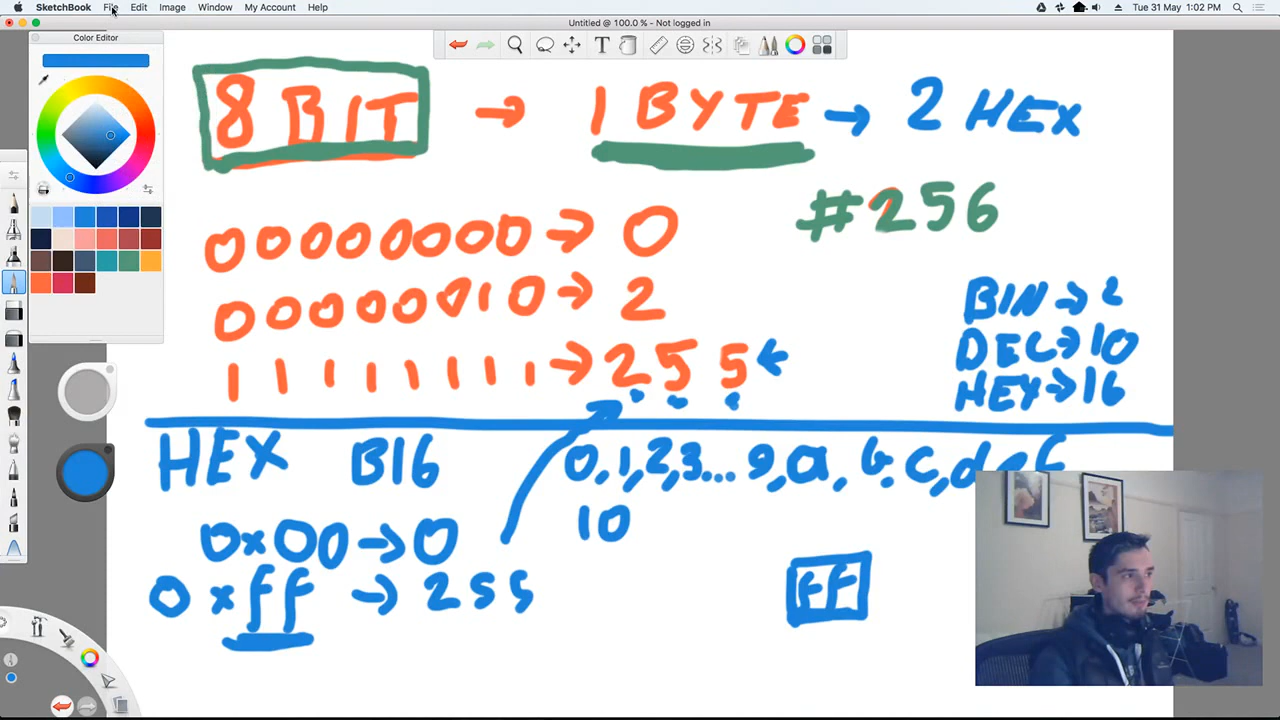 SketchBook File Edit Image Window My Account Help Tue 31 May 1:02 PM
Untitled @ 100.0 % - Not logged in
Color Editor
8 BIT → 1 BYTE → 2 HEX
#256
00000000 → 0
00000010 → 2
11111111 → 255 ←
BIN → 2
DEC → 10
HEX → 16
HEX B16 0,1,2,3...9,a,b,c,d
10
0x00 → 0
0xff → 255
ff